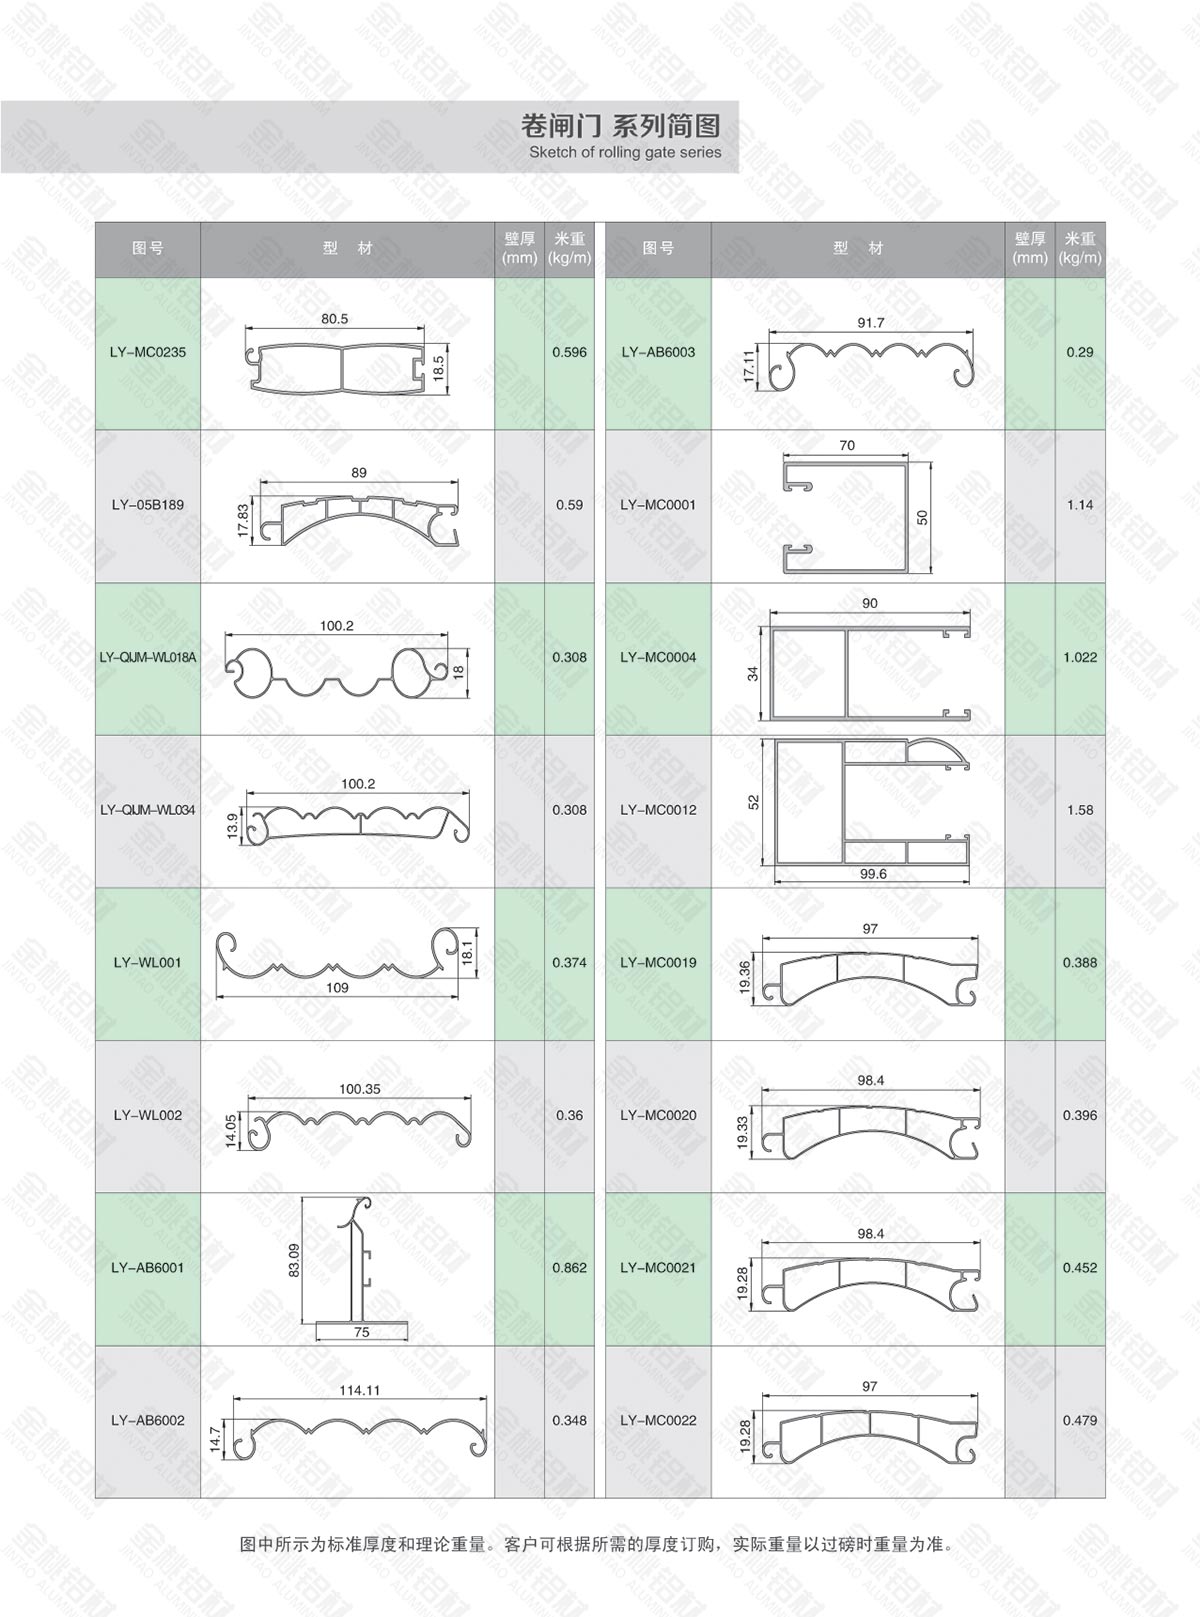 卷闸门 系列简图
Sketch of rolling gate series
图号 型 材 壁厚(mm) 米重(kg/m) 图号 型 材 壁厚(mm) 米重(kg/m)
LY-MC0235 80.5 18.5 0.596
LY-AB6003 91.7 17.11 0.29
LY-05B189 89 17.83 0.59
LY-MC0001 70 50 1.14
LY-QIJM-WL018A 100.2 18 0.308
LY-MC0004 90 34 1.022
LY-QIJM-WL034 100.2 13.9 0.308
LY-MC0012 52 99.6 1.58
LY-WL001 18.1 109 0.374
LY-MC0019 97 19.36 0.388
LY-WL002 100.35 14.05 0.36
LY-MC0020 98.4 19.33 0.396
LY-AB6001 83.09 75 0.862
LY-MC0021 98.4 19.28 0.452
LY-AB6002 114.11 14.7 0.348
LY-MC0022 97 19.28 0.479
图中所示为标准厚度和理论重量。客户可根据所需的厚度订购，实际重量以过磅时重量为准。
金桃铝材
JINTAO ALUMINIUM